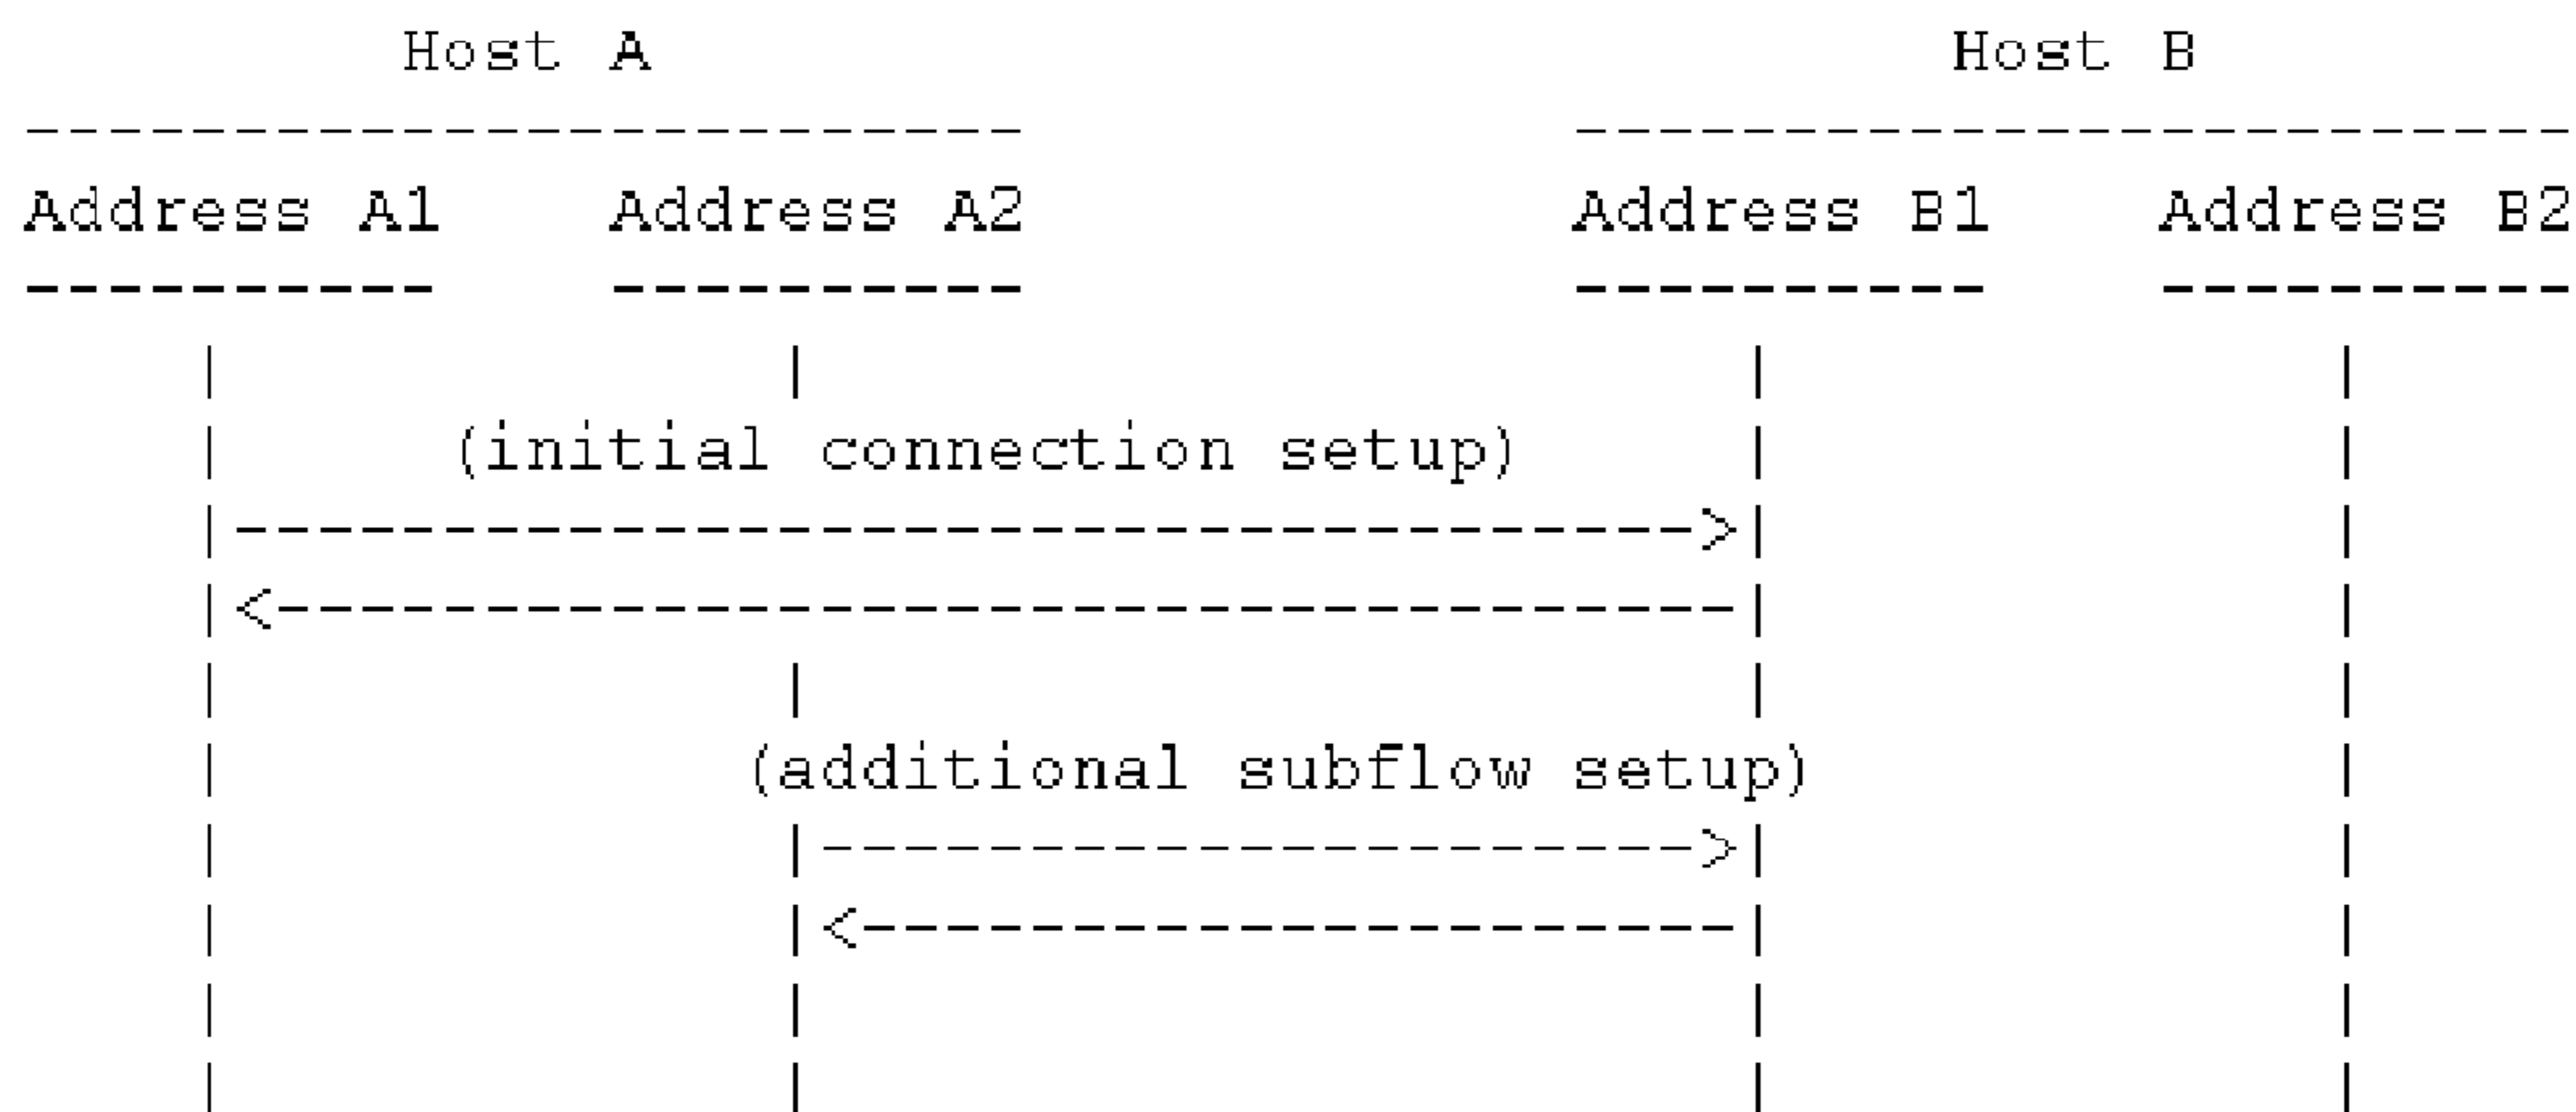 Host A                                     Host B
------------------------             ------------------------
Address A1    Address A2             Address B1    Address B2
----------    ----------             ----------    ----------
    |             |                      |             |
    |     (initial connection setup)     |             |
    |----------------------------------->|             |
    |<-----------------------------------|             |
    |             |                      |             |
    |            (additional subflow setup)            |
    |             |--------------------->|             |
    |             |<---------------------|             |
    |             |                      |             |
    |             |                      |             |